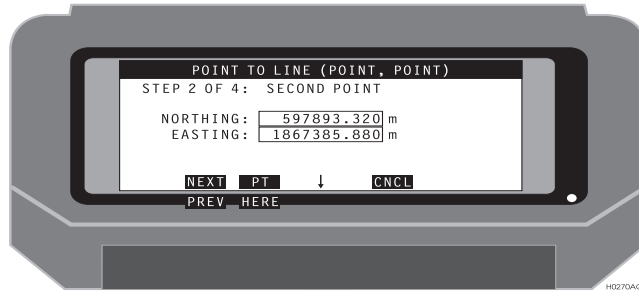 POINT TO LINE (POINT, POINT)
STEP 2 OF 4: SECOND POINT
NORTHING: 597893.320 m
EASTING: 1867385.880 m
NEXT PT ↓ CNCL
PREV HERE